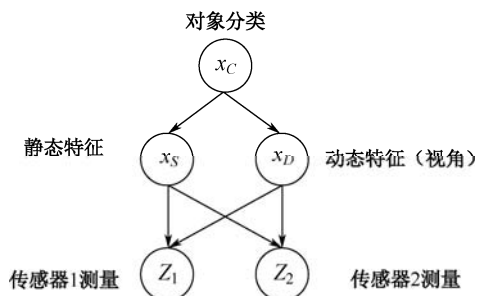 对象分类
x_C
静态特征
x_S
x_D
动态特征（视角）
传感器1测量
Z_1
Z_2
传感器2测量